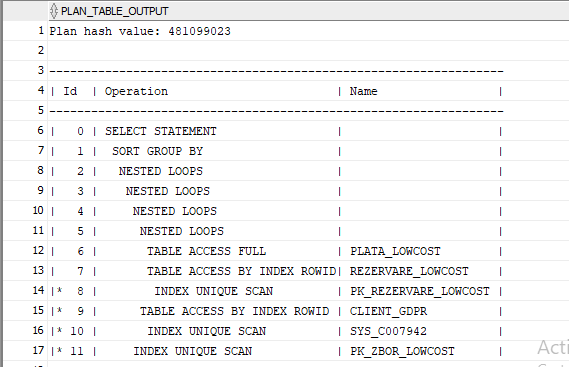 PLAN_TABLE_OUTPUT
1 Plan hash value: 481099023
2
3 -----------------------------------------------------------------
4 | Id | Operation | Name |
5 -----------------------------------------------------------------
6 | 0 | SELECT STATEMENT | |
7 | 1 | SORT GROUP BY | |
8 | 2 | NESTED LOOPS | |
9 | 3 | NESTED LOOPS | |
10 | 4 | NESTED LOOPS | |
11 | 5 | NESTED LOOPS | |
12 | 6 | TABLE ACCESS FULL | PLATA_LOWCOST |
13 | 7 | TABLE ACCESS BY INDEX ROWID| REZERVARE_LOWCOST |
14 |* 8 | INDEX UNIQUE SCAN | PK_REZERVARE_LOWCOST |
15 |* 9 | TABLE ACCESS BY INDEX ROWID | CLIENT_GDPR |
16 |* 10 | INDEX UNIQUE SCAN | SYS_C007942 |
17 |* 11 | INDEX UNIQUE SCAN | PK_ZBOR_LOWCOST |
Acti